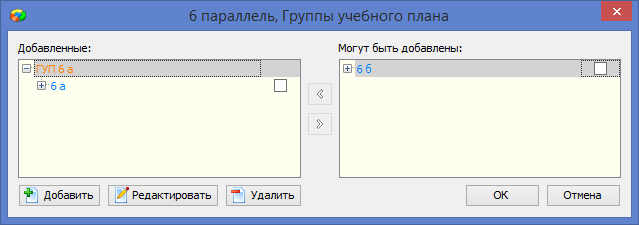 6 параллель, Группы учебного плана
Добавленные:
ГУП 6 а
6 а
Могут быть добавлены:
6 б
Добавить
Редактировать
Удалить
ОК
Отмена